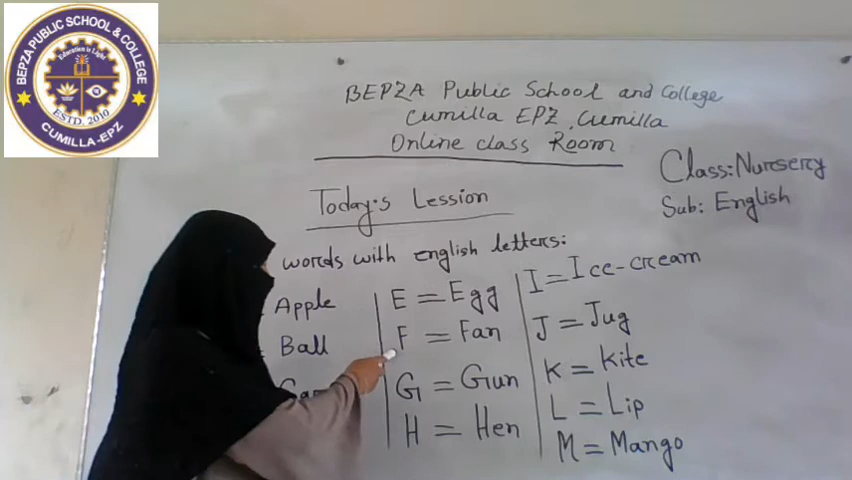 BEPZA PUBLIC SCHOOL & COLLEGE
Education is Light
ESTD. 2010
CUMILLA-EPZ
BEPZA Public School and College
Cumilla EPZ, Cumilla
Online class Room
Class: Nursery
Sub: English
Today's Lession
words with english letters:
Apple
Ball
E = Egg
F = Fan
G = Gun
H = Hen
I = Ice-cream
J = Jug
K = Kite
L = Lip
M = Mango